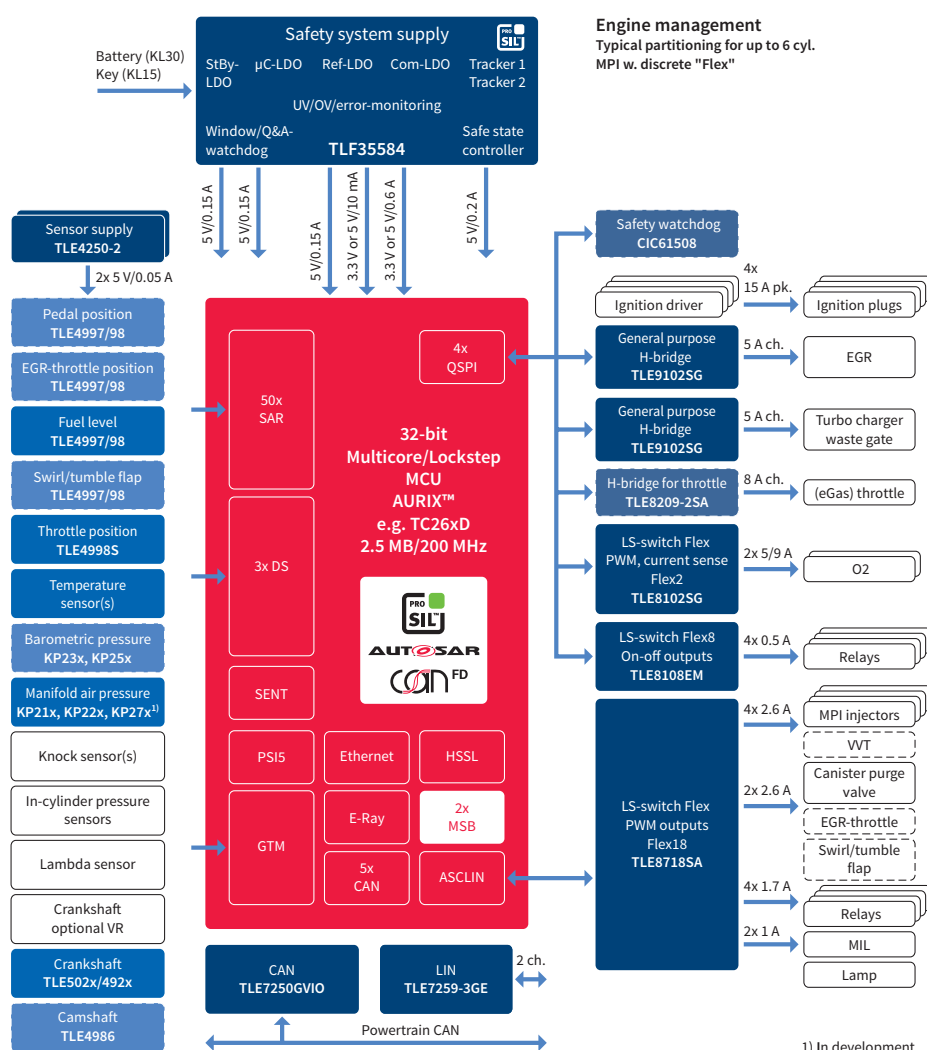 Engine management
Typical partitioning for up to 6 cyl.
MPI w. discrete "Flex"
Battery (KL30)
Key (KL15)
Safety system supply
PRO
SIL
StBy-
LDO
µC-LDO
Ref-LDO
Com-LDO
Tracker 1
Tracker 2
UV/OV/error-monitoring
Window/Q&A-
watchdog
TLF35584
Safe state
controller
5 V/0.15 A
5 V/0.15 A
5 V/0.15 A
3.3 V or 5 V/10 mA
3.3 V or 5 V/0.6 A
5 V/0.2 A
Sensor supply
TLE4250-2
2x 5 V/0.05 A
Pedal position
TLE4997/98
EGR-throttle position
TLE4997/98
Fuel level
TLE4997/98
Swirl/tumble flap
TLE4997/98
Throttle position
TLE4998S
Temperature
sensor(s)
Barometric pressure
KP23x, KP25x
Manifold air pressure
KP21x, KP22x, KP27x1)
Knock sensor(s)
In-cylinder pressure
sensors
Lambda sensor
Crankshaft
optional VR
Crankshaft
TLE502x/492x
Camshaft
TLE4986
50x
SAR
3x DS
SENT
PSI5
GTM
4x
QSPI
32-bit
Multicore/Lockstep
MCU
AURIX™
e.g. TC26xD
2.5 MB/200 MHz
PRO
SIL™
AUTOSAR
CAN FD
Ethernet
HSSL
E-Ray
2x
MSB
5x
CAN
ASCLIN
CAN
TLE7250GVIO
LIN
TLE7259-3GE
2 ch.
Powertrain CAN
Safety watchdog
CIC61508
Ignition driver
4x
15 A pk.
Ignition plugs
General purpose
H-bridge
TLE9102SG
5 A ch.
EGR
General purpose
H-bridge
TLE9102SG
5 A ch.
Turbo charger
waste gate
H-bridge for throttle
TLE8209-2SA
8 A ch.
(eGas) throttle
LS-switch Flex
PWM, current sense
Flex2
TLE8102SG
2x 5/9 A
O2
LS-switch Flex8
On-off outputs
TLE8108EM
4x 0.5 A
Relays
LS-switch Flex
PWM outputs
Flex18
TLE8718SA
4x 2.6 A
MPI injectors
VVT
2x 2.6 A
Canister purge
valve
EGR-throttle
Swirl/tumble
flap
4x 1.7 A
Relays
2x 1 A
MIL
Lamp
1) In development